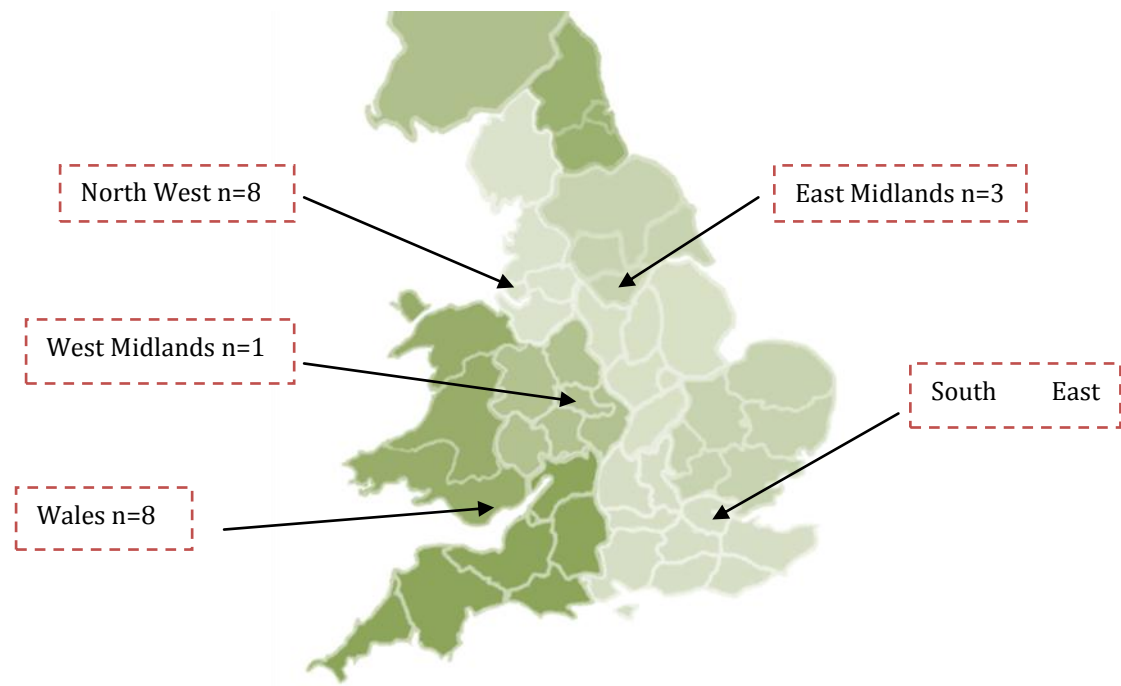 North West n=8
East Midlands n=3
West Midlands n=1
South East
Wales n=8